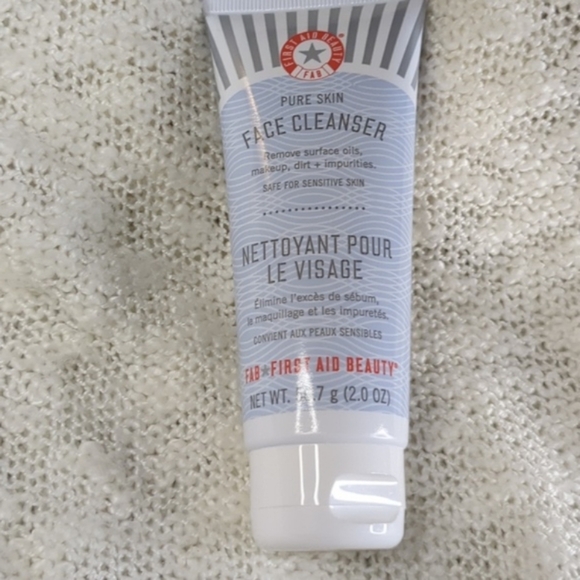 FIRST AID BEAUTY
FAB
PURE SKIN
FACE CLEANSER
Remove surface oils,
makeup, dirt + impurities.
SAFE FOR SENSITIVE SKIN
NETTOYANT POUR
LE VISAGE
Élimine l'excès de sébum,
le maquillage et les impuretés.
CONVIENT AUX PEAUX SENSIBLES
FAB FIRST AID BEAUTY
NET WT. g (2.0 OZ)